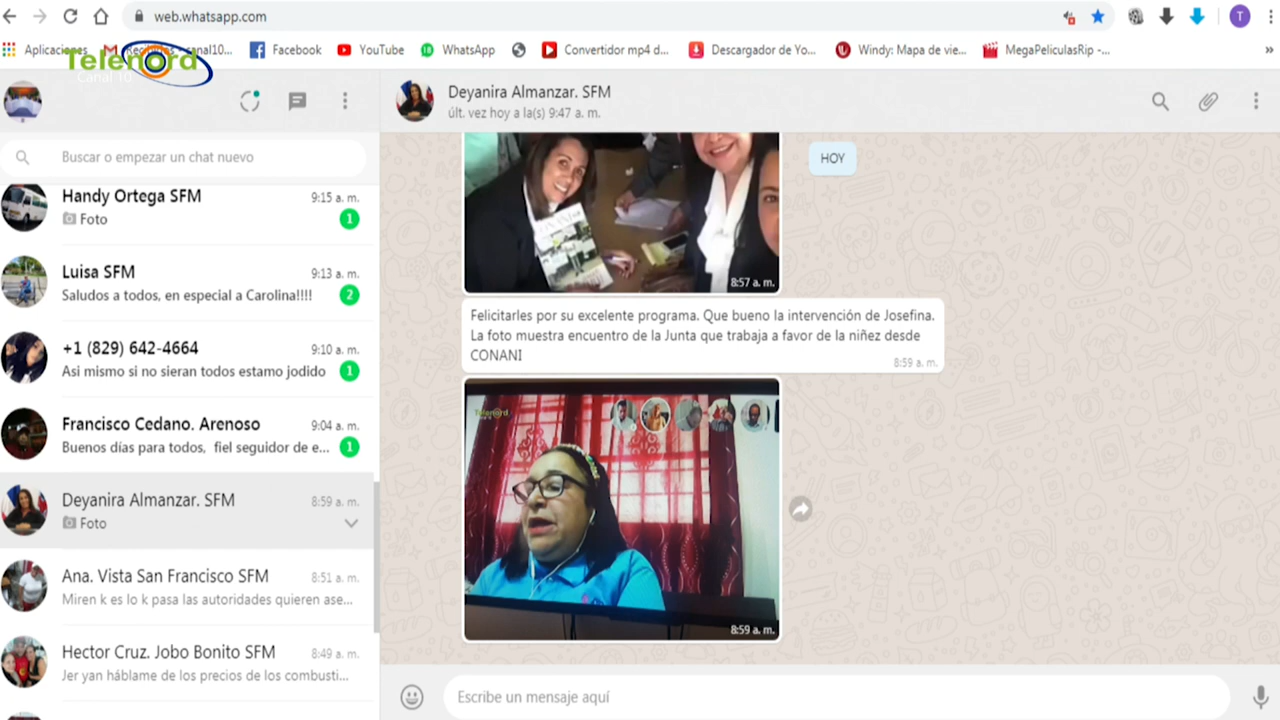 web.whatsapp.com
T
Aplicaciones
Facebook
YouTube
WhatsApp
Convertidor mp4 d...
Descargador de Yo...
Windy: Mapa de vie...
MegaPeliculasRip -...
»
Telenord
Canal 10
Deyanira Almanzar. SFM
últ. vez hoy a la(s) 9:47 a. m.
Buscar o empezar un chat nuevo
Handy Ortega SFM
9:15 a. m.
Foto
1
Luisa SFM
9:13 a. m.
Saludos a todos, en especial a Carolina!!!!
2
+1 (829) 642-4664
9:10 a. m.
Asi mismo si no sieran todos estamo jodido
1
Francisco Cedano. Arenoso
9:04 a. m.
Buenos días para todos, fiel seguidor de e...
1
Deyanira Almanzar. SFM
8:59 a. m.
Foto
Ana. Vista San Francisco SFM
8:51 a. m.
Miren k es lo k pasa las autoridades quieren ase...
Hector Cruz. Jobo Bonito SFM
8:49 a. m.
Jer yan háblame de los precios de los combusti...
HOY
8:57 a. m.
Felicitarles por su excelente programa. Que bueno la intervención de Josefina.
La foto muestra encuentro de la Junta que trabaja a favor de la niñez desde
CONANI
8:59 a. m.
Telenord
8:59 a. m.
Escribe un mensaje aquí